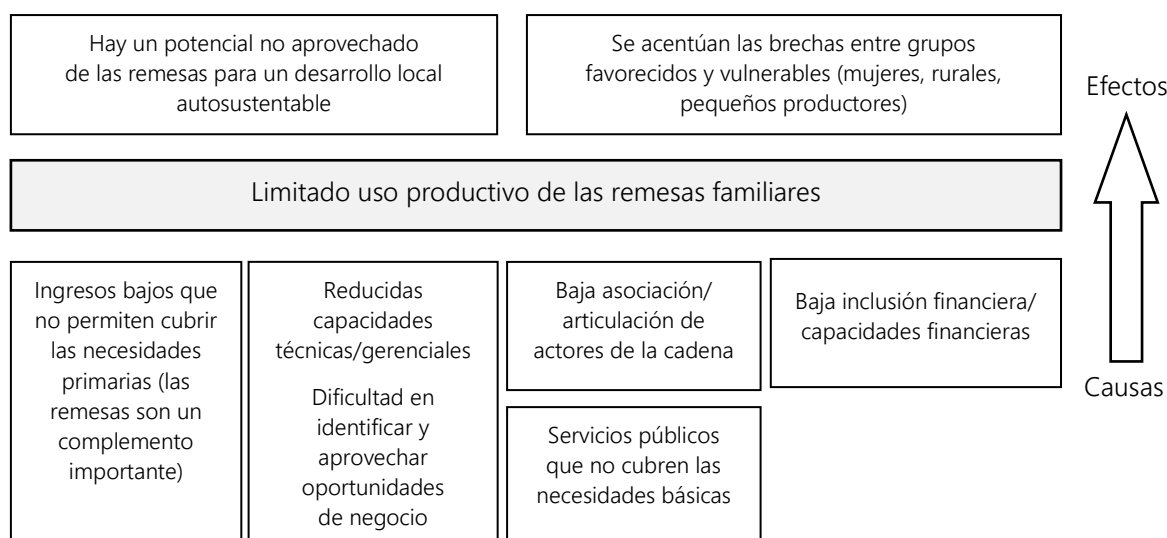 Hay un potencial no aprovechado
de las remesas para un desarrollo local
autosustentable
Se acentúan las brechas entre grupos
favorecidos y vulnerables (mujeres, rurales,
pequeños productores)
Efectos
Limitado uso productivo de las remesas familiares
Ingresos bajos que
no permiten cubrir
las necesidades
primarias (las
remesas son un
complemento
importante)
Reducidas
capacidades
técnicas/gerenciales
Dificultad en
identificar y
aprovechar
oportunidades
de negocio
Baja asociación/
articulación de
actores de la cadena
Servicios públicos
que no cubren las
necesidades básicas
Baja inclusión financiera/
capacidades financieras
Causas